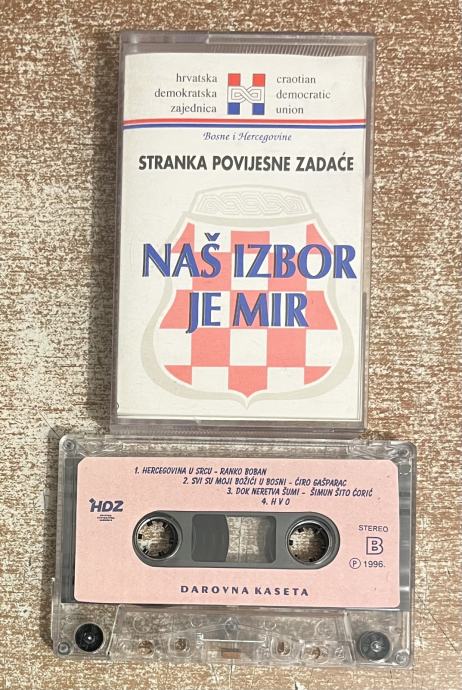 hrvatska
demokratska
zajednica
craotian
democratic
union
Bosne i Hercegovine
STRANKA POVIJESNE ZADAĆE
NAŠ IZBOR
JE MIR
1. HERCEGOVINA U SRCU - RANKO BOBAN
2. SVI SU MOJI BOŽIĆI U BOSNI - ĆIRO GAŠPARAC
3. DOK NERETVA ŠUMI - ŠIMUN ŠITO ĆORIĆ
4. H V O
HDZ
STEREO
B
Ⓟ 1996.
DAROVNA KASETA